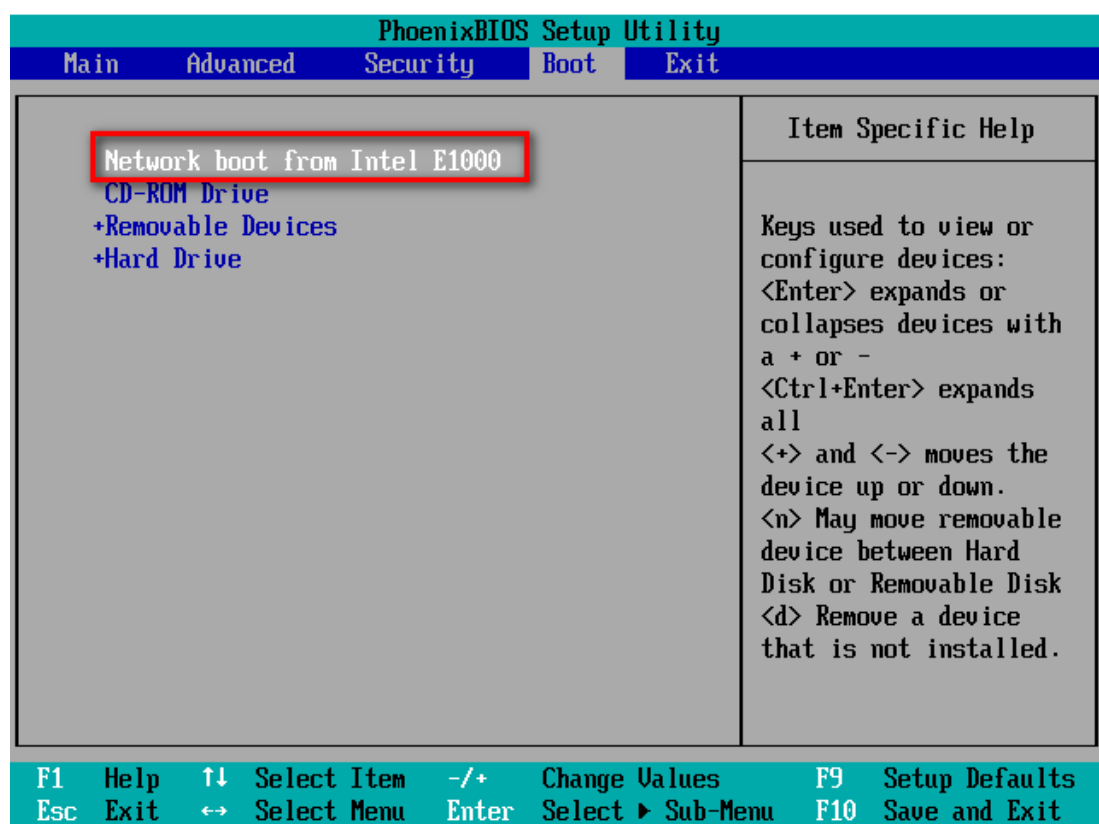 PhoenixBIOS Setup Utility
Main Advanced Security Boot Exit
Network boot from Intel E1000
CD-ROM Drive
+Removable Devices
+Hard Drive
Item Specific Help
Keys used to view or
configure devices:
<Enter> expands or
collapses devices with
a + or -
<Ctrl+Enter> expands
all
<+> and <-> moves the
device up or down.
<n> May move removable
device between Hard
Disk or Removable Disk
<d> Remove a device
that is not installed.
F1 Help ↑↓ Select Item -/+ Change Values F9 Setup Defaults
Esc Exit ↔ Select Menu Enter Select ▶ Sub-Menu F10 Save and Exit